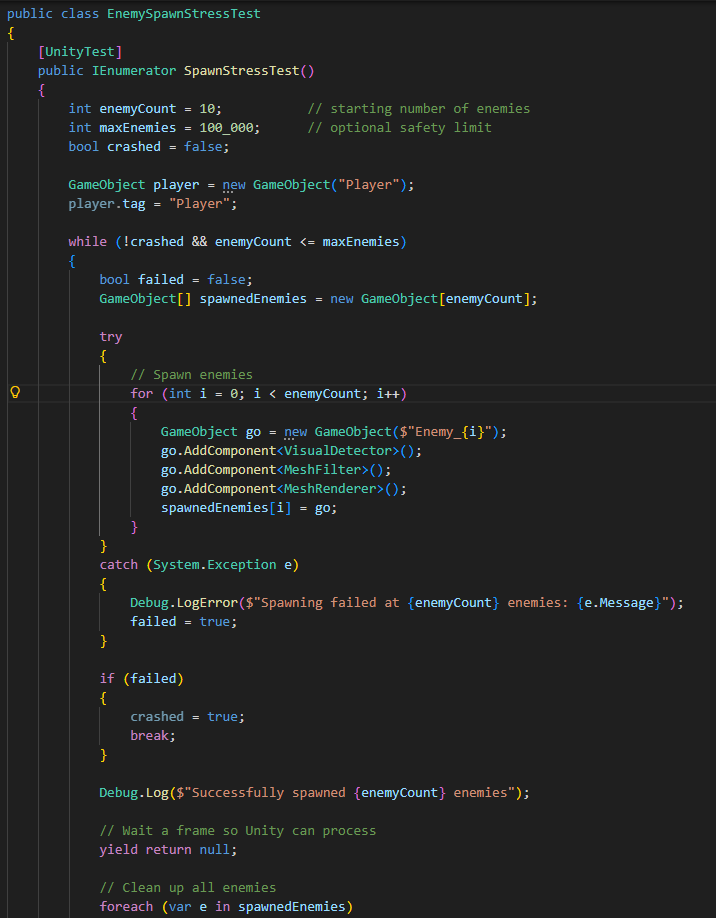 public class EnemySpawnStressTest
{
    [UnityTest]
    public IEnumerator SpawnStressTest()
    {
        int enemyCount = 10;           // starting number of enemies
        int maxEnemies = 100_000;      // optional safety limit
        bool crashed = false;

        GameObject player = new GameObject("Player");
        player.tag = "Player";

        while (!crashed && enemyCount <= maxEnemies)
        {
            bool failed = false;
            GameObject[] spawnedEnemies = new GameObject[enemyCount];

            try
            {
                // Spawn enemies
                for (int i = 0; i < enemyCount; i++)
                {
                    GameObject go = new GameObject($"Enemy_{i}");
                    go.AddComponent<VisualDetector>();
                    go.AddComponent<MeshFilter>();
                    go.AddComponent<MeshRenderer>();
                    spawnedEnemies[i] = go;
                }
            }
            catch (System.Exception e)
            {
                Debug.LogError($"Spawning failed at {enemyCount} enemies: {e.Message}");
                failed = true;
            }

            if (failed)
            {
                crashed = true;
                break;
            }

            Debug.Log($"Successfully spawned {enemyCount} enemies");

            // Wait a frame so Unity can process
            yield return null;

            // Clean up all enemies
            foreach (var e in spawnedEnemies)